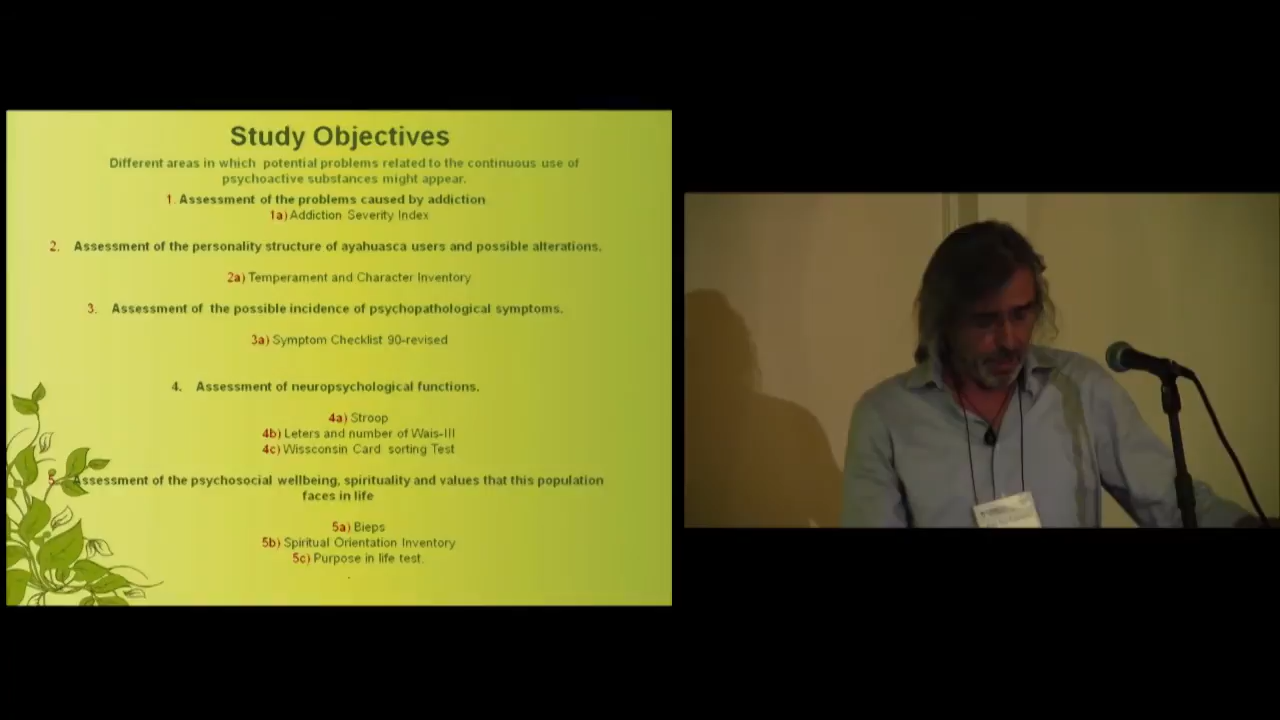 Study Objectives
Different areas in which potential problems related to the continuous use of
psychoactive substances might appear.
1. Assessment of the problems caused by addiction
1a) Addiction Severity Index
2. Assessment of the personality structure of ayahuasca users and possible alterations.
2a) Temperament and Character Inventory
3. Assessment of the possible incidence of psychopathological symptoms.
3a) Symptom Checklist 90-revised
4. Assessment of neuropsychological functions.
4a) Stroop
4b) Leters and number of Wais-III
4c) Wissconsin Card sorting Test
5. Assessment of the psychosocial wellbeing, spirituality and values that this population
faces in life
5a) Bieps
5b) Spiritual Orientation Inventory
5c) Purpose in life test.